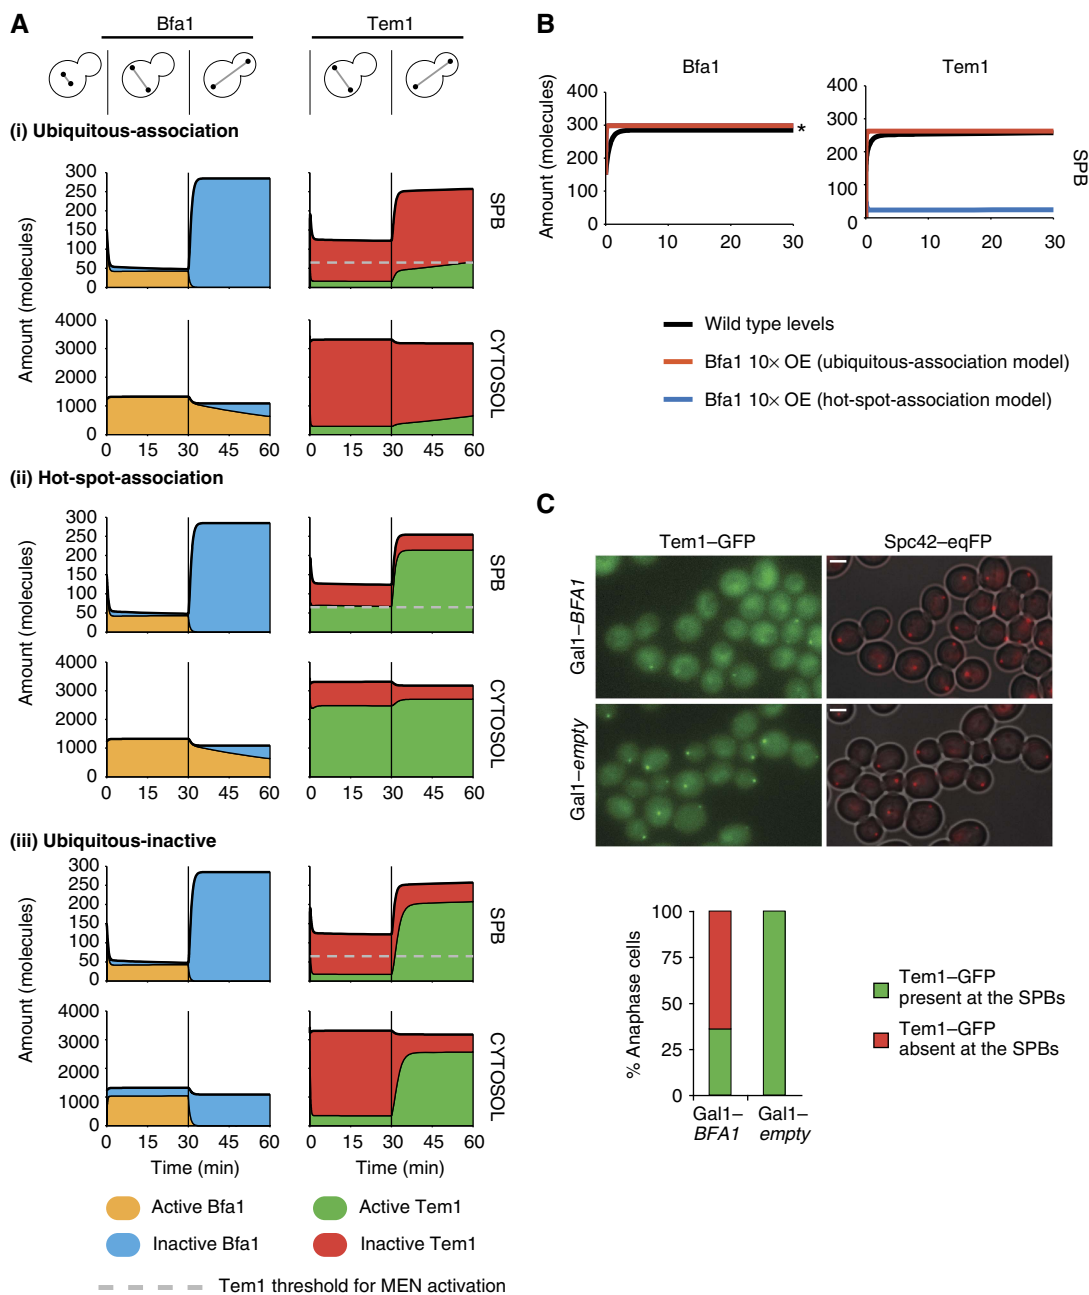 A
Bfa1
Tem1
(i) Ubiquitous-association
Amount (molecules)
300
250
200
150
100
50
0
SPB
4000
3000
2000
1000
0
CYTOSOL
0 15 30 45 60
0 15 30 45 60
(ii) Hot-spot-association
Amount (molecules)
300
250
200
150
100
50
0
SPB
4000
3000
2000
1000
0
CYTOSOL
0 15 30 45 60
0 15 30 45 60
(iii) Ubiquitous-inactive
Amount (molecules)
300
250
200
150
100
50
0
SPB
4000
3000
2000
1000
0
CYTOSOL
0 15 30 45 60
0 15 30 45 60
Time (min)
Time (min)
Active Bfa1
Active Tem1
Inactive Bfa1
Inactive Tem1
Tem1 threshold for MEN activation
B
Bfa1
Tem1
Amount (molecules)
400
300
200
100
0
*
0 10 20 30
400
300
200
100
0
0 10 20 30
SPB
Wild type levels
Bfa1 10× OE (ubiquitous-association model)
Bfa1 10× OE (hot-spot-association model)
C
Tem1–GFP
Spc42–eqFP
Gal1–BFA1
Gal1–empty
% Anaphase cells
100
75
50
25
0
Gal1–
BFA1
Gal1–
empty
Tem1–GFP
present at the SPBs
Tem1–GFP
absent at the SPBs